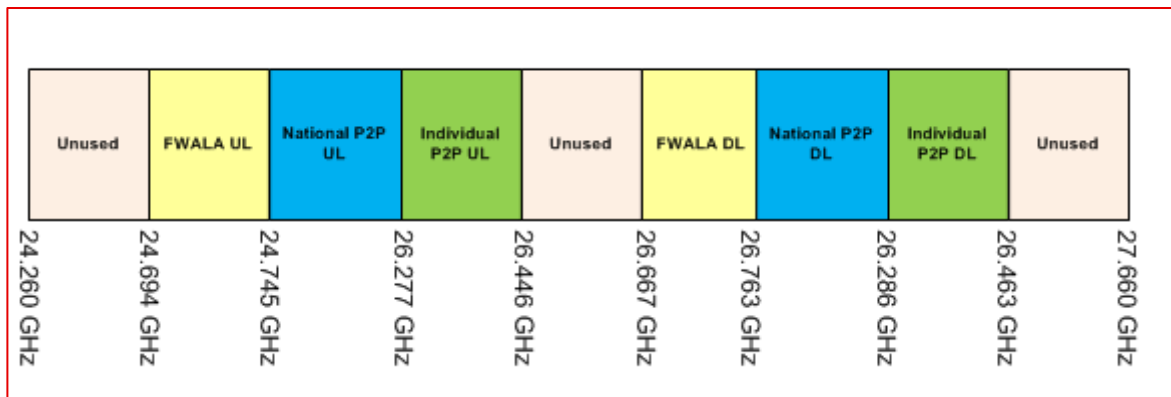 Unused
FWALA UL
National P2P
UL
Individual
P2P UL
Unused
FWALA DL
National P2P
DL
Individual
P2P DL
Unused
24.260 GHz
24.694 GHz
24.745 GHz
26.277 GHz
26.446 GHz
26.667 GHz
26.763 GHz
26.286 GHz
26.463 GHz
27.660 GHz